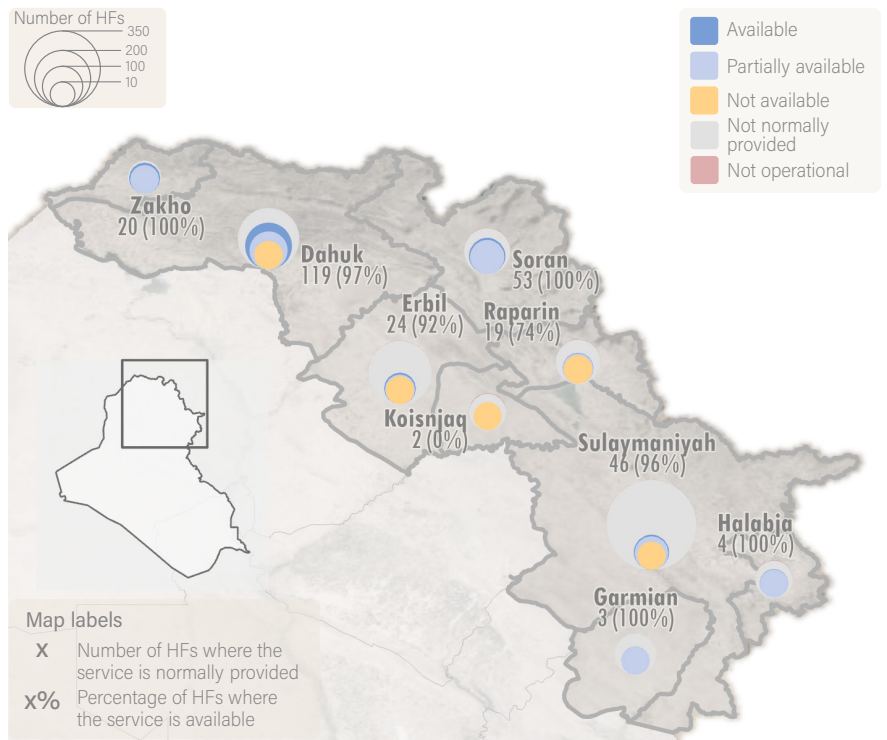 Number of HFs
350
200
100
10
Available
Partially available
Not available
Not normally
provided
Not operational
Zakho
20 (100%)
Dahuk
119 (97%)
Soran
53 (100%)
Erbil
24 (92%)
Raparin
19 (74%)
Koisnjaq
2 (0%)
Sulaymaniyah
46 (96%)
Halabja
4 (100%)
Garmian
3 (100%)
Map labels
X Number of HFs where the
service is normally provided
x% Percentage of HFs where
the service is available